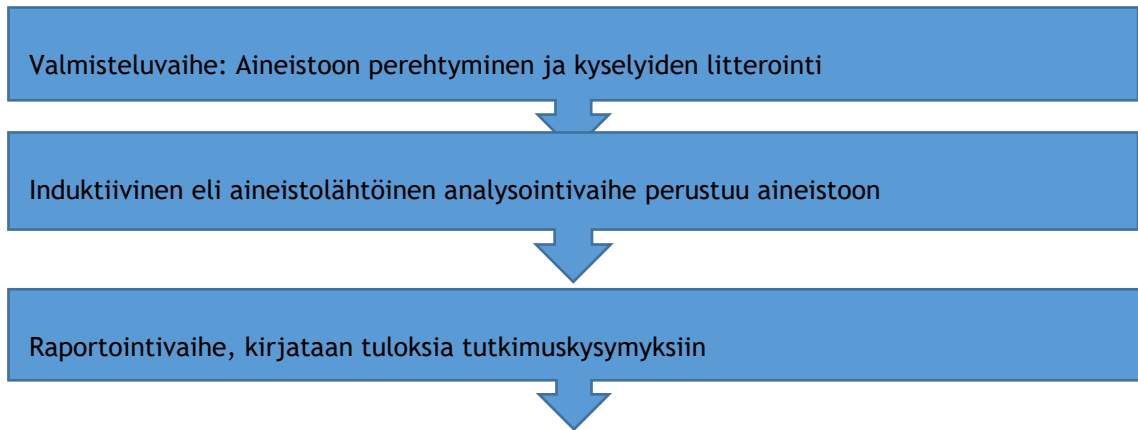 Valmisteluvaihe: Aineistoon perehtyminen ja kyselyiden litterointi
Induktiivinen eli aineistolähtöinen analysointivaihe perustuu aineistoon
Raportointivaihe, kirjataan tuloksia tutkimuskysymyksiin